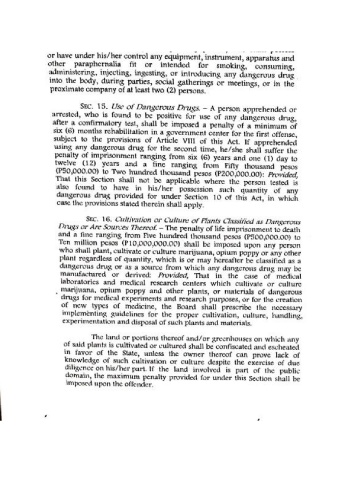 or have under his/her control any equipment, instrument, apparatus and
other paraphernalia fit or intended for smoking, consuming,
administering, injecting, ingesting, or introducing any dangerous drug
into the body, during parties, social gatherings or meetings, or in the
proximate company of at least two (2) persons.
SEC. 15. Use of Dangerous Drugs. – A person apprehended or
arrested, who is found to be positive for use of any dangerous drug,
after a confirmatory test, shall be imposed a penalty of a minimum of
six (6) months rehabilitation in a government center for the first offense,
subject to the provisions of Article VIII of this Act. If apprehended
using any dangerous drug for the second time, he/she shall suffer the
penalty of imprisonment ranging from six (6) years and one (1) day to
twelve (12) years and a fine ranging from Fifty thousand pesos
(P50,000.00) to Two hundred thousand pesos (P200,000.00): Provided,
That this Section shall not be applicable where the person tested is
also found to have in his/her possession such quantity of any
dangerous drug provided for under Section 10 of this Act, in which
case the provisions stated therein shall apply.
SEC. 16. Cultivation or Culture of Plants Classified as Dangerous
Drugs or Are Sources Thereof. – The penalty of life imprisonment to death
and a fine ranging from Five hundred thousand pesos (P500,000.00) to
Ten million pesos (P10,000,000.00) shall be imposed upon any person
who shall plant, cultivate or culture marijuana, opium poppy or any other
plant regardless of quantity, which is or may hereafter be classified as a
dangerous drug or as a source from which any dangerous drug may be
manufactured or derived: Provided, That in the case of medical
laboratories and medical research centers which cultivate or culture
marijuana, opium poppy and other plants, or materials of dangerous
drugs for medical experiments and research purposes, or for the creation
of new types of medicine, the Board shall prescribe the necessary
implementing guidelines for the proper cultivation, culture, handling,
experimentation and disposal of such plants and materials.
The land or portions thereof and/or greenhouses on which any
of said plants is cultivated or cultured shall be confiscated and escheated
in favor of the State, unless the owner thereof can prove lack of
knowledge of such cultivation or culture despite the exercise of due
diligence on his/her part. If the land involved is part of the public
domain, the maximum penalty provided for under this Section shall be
imposed upon the offender.